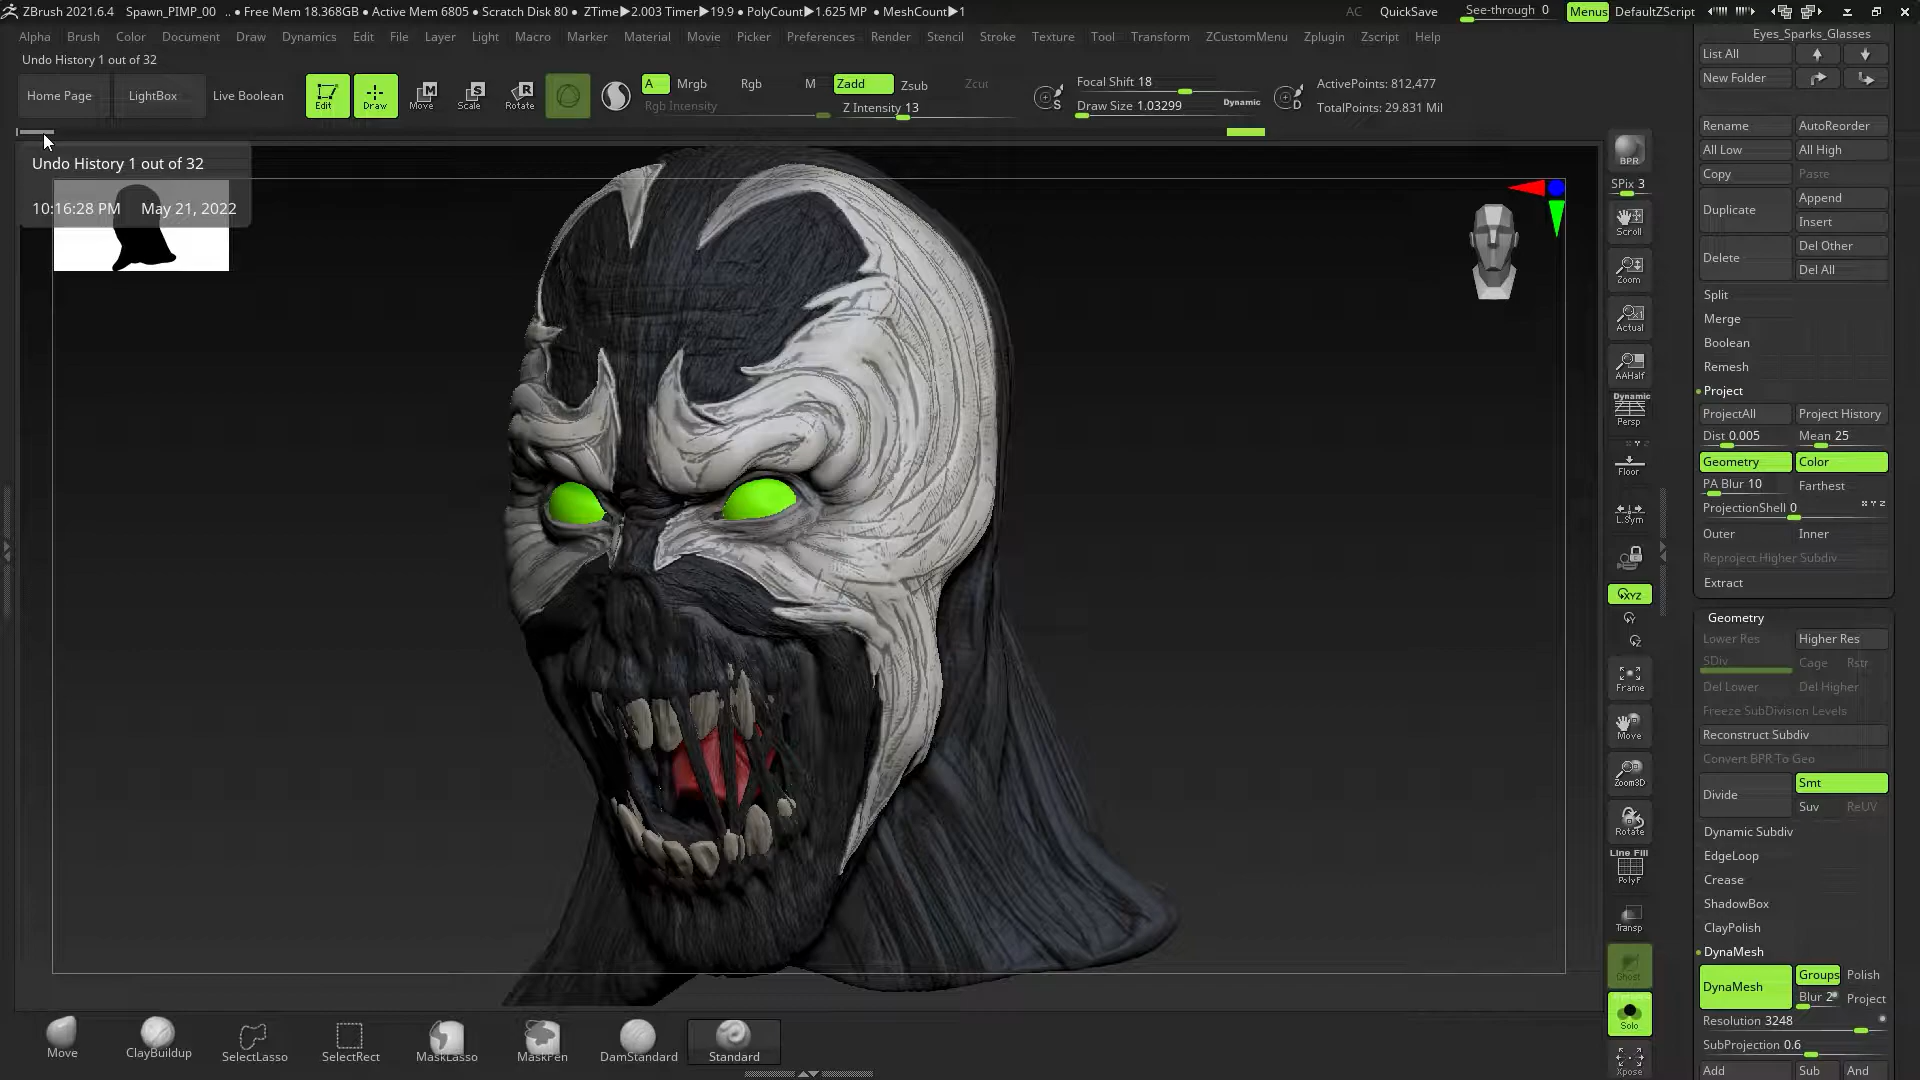 ZBrush 2021.6.4 Spawn_PIMP_00 .. • Free Mem 18.368GB • Active Mem 6805 • Scratch Disk 80 • ZTime▶2.003 Timer▶19.9 • PolyCount▶1.625 MP • MeshCount▶1 AC QuickSave See-through 0 Menus DefaultZScript
Alpha Brush Color Document Draw Dynamics Edit File Layer Light Macro Marker Material Movie Picker Preferences Render Stencil Stroke Texture Tool Transform ZCustomMenu Zplugin Zscript Help
Undo History 1 out of 32
Home Page LightBox Live Boolean Edit Draw Move Scale Rotate
A Mrgb Rgb M Zadd Zsub Zcut
Rgb Intensity Z Intensity 13
Focal Shift 18
Draw Size 1.03299 Dynamic
S
D
ActivePoints: 812,477
TotalPoints: 29.831 Mil
Undo History 1 out of 32
10:16:28 PM May 21, 2022
BPR
SPix 3
Scroll
Zoom
Actual
AAHalf
Dynamic
Persp
Floor
L.Sym
XYZ
Y
Z
Frame
Move
Zoom3D
Rotate
Line Fill
PolyF
Transp
Ghost
Solo
Xpose
Eyes_Sparks_Glasses
List All
New Folder
Rename AutoReorder
All Low All High
Copy Paste
Duplicate Append
Insert
Delete Del Other
Del All
Split
Merge
Boolean
Remesh
Project
ProjectAll Project History
Dist 0.005 Mean 25
Geometry Color
PA Blur 10 Farthest
ProjectionShell 0 X Y Z
Outer Inner
Reproject Higher Subdiv
Extract
Geometry
Lower Res Higher Res
SDiv Cage Rstr
Del Lower Del Higher
Freeze SubDivision Levels
Reconstruct Subdiv
Convert BPR To Geo
Divide Smt
Suv ReUV
Dynamic Subdiv
EdgeLoop
Crease
ShadowBox
ClayPolish
DynaMesh
DynaMesh Groups Polish
Blur 2 Project
Resolution 3248
SubProjection 0.6
Add Sub And
Move ClayBuildup SelectLasso SelectRect MaskLasso MaskPen DamStandard Standard